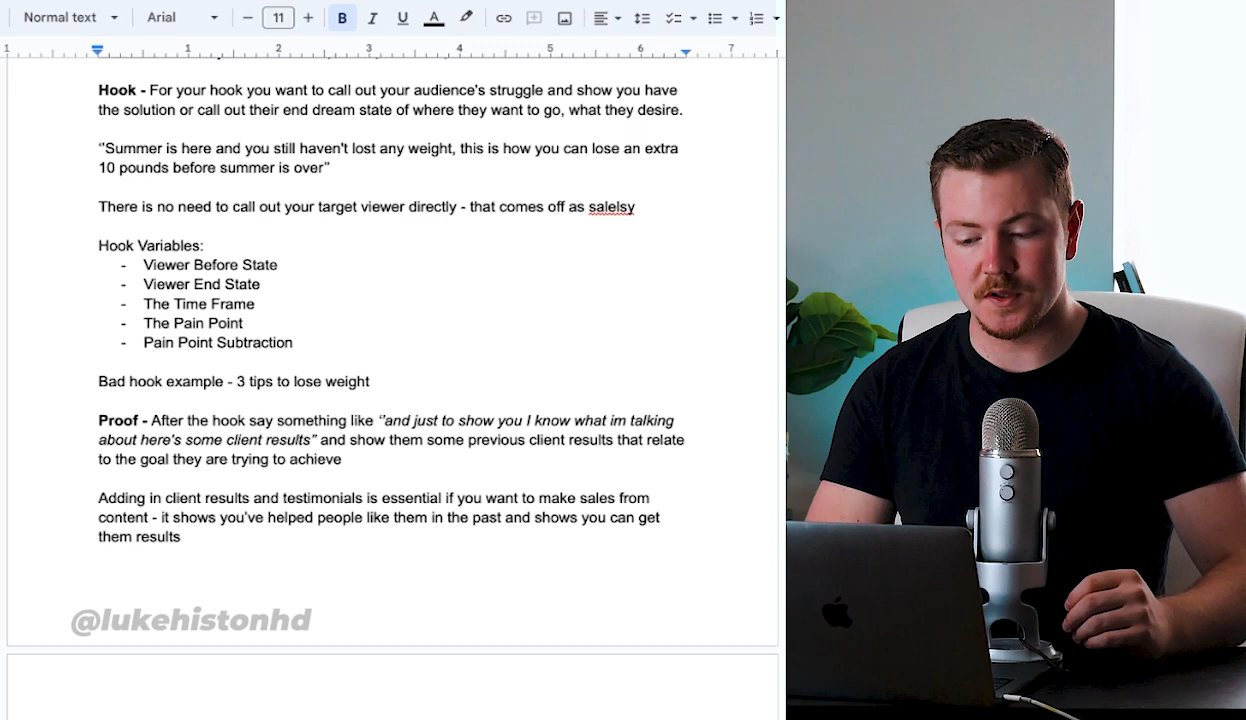 Normal text
Arial
11
B I U A
1 1 2 3 4 5 6 7
Hook - For your hook you want to call out your audience's struggle and show you have
the solution or call out their end dream state of where they want to go, what they desire.
"Summer is here and you still haven't lost any weight, this is how you can lose an extra
10 pounds before summer is over"
There is no need to call out your target viewer directly - that comes off as salelsy
Hook Variables:
- Viewer Before State
- Viewer End State
- The Time Frame
- The Pain Point
- Pain Point Subtraction
Bad hook example - 3 tips to lose weight
Proof - After the hook say something like "and just to show you I know what im talking
about here's some client results" and show them some previous client results that relate
to the goal they are trying to achieve
Adding in client results and testimonials is essential if you want to make sales from
content - it shows you've helped people like them in the past and shows you can get
them results
@lukehistonhd